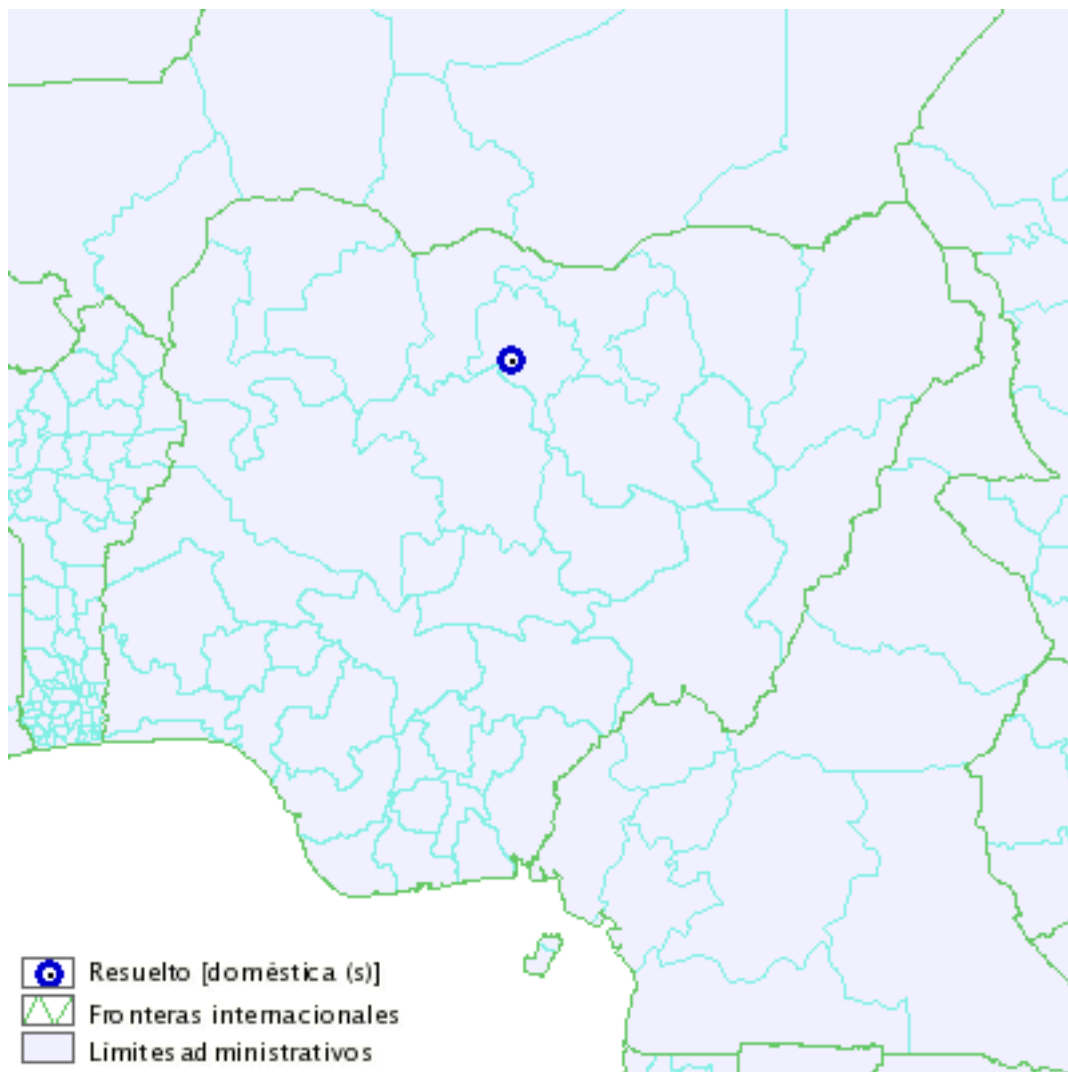 Resuelto [doméstica (s)]
Fronteras internacionales
Límites administrativos